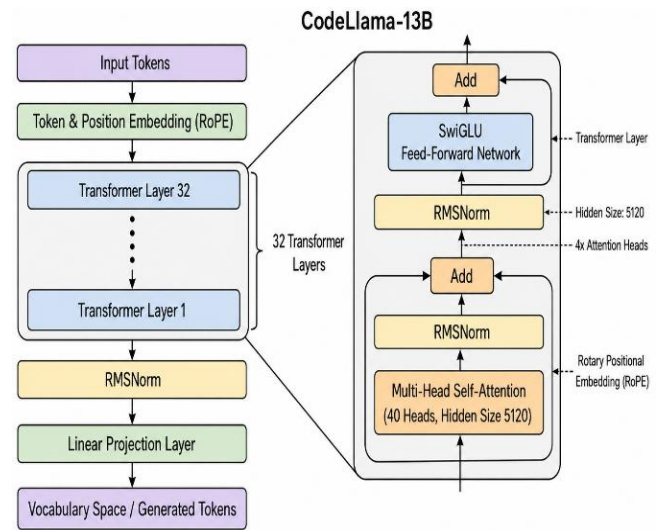 CodeLlama-13B
Input Tokens
Token & Position Embedding (RoPE)
Transformer Layer 32
Transformer Layer 1
32 Transformer
Layers
RMSNorm
Linear Projection Layer
Vocabulary Space / Generated Tokens
Add
SwiGLU
Feed-Forward Network
Transformer Layer
RMSNorm
Hidden Size: 5120
4x Attention Heads
Add
RMSNorm
Rotary Positional
Embedding (RoPE)
Multi-Head Self-Attention
(40 Heads, Hidden Size 5120)